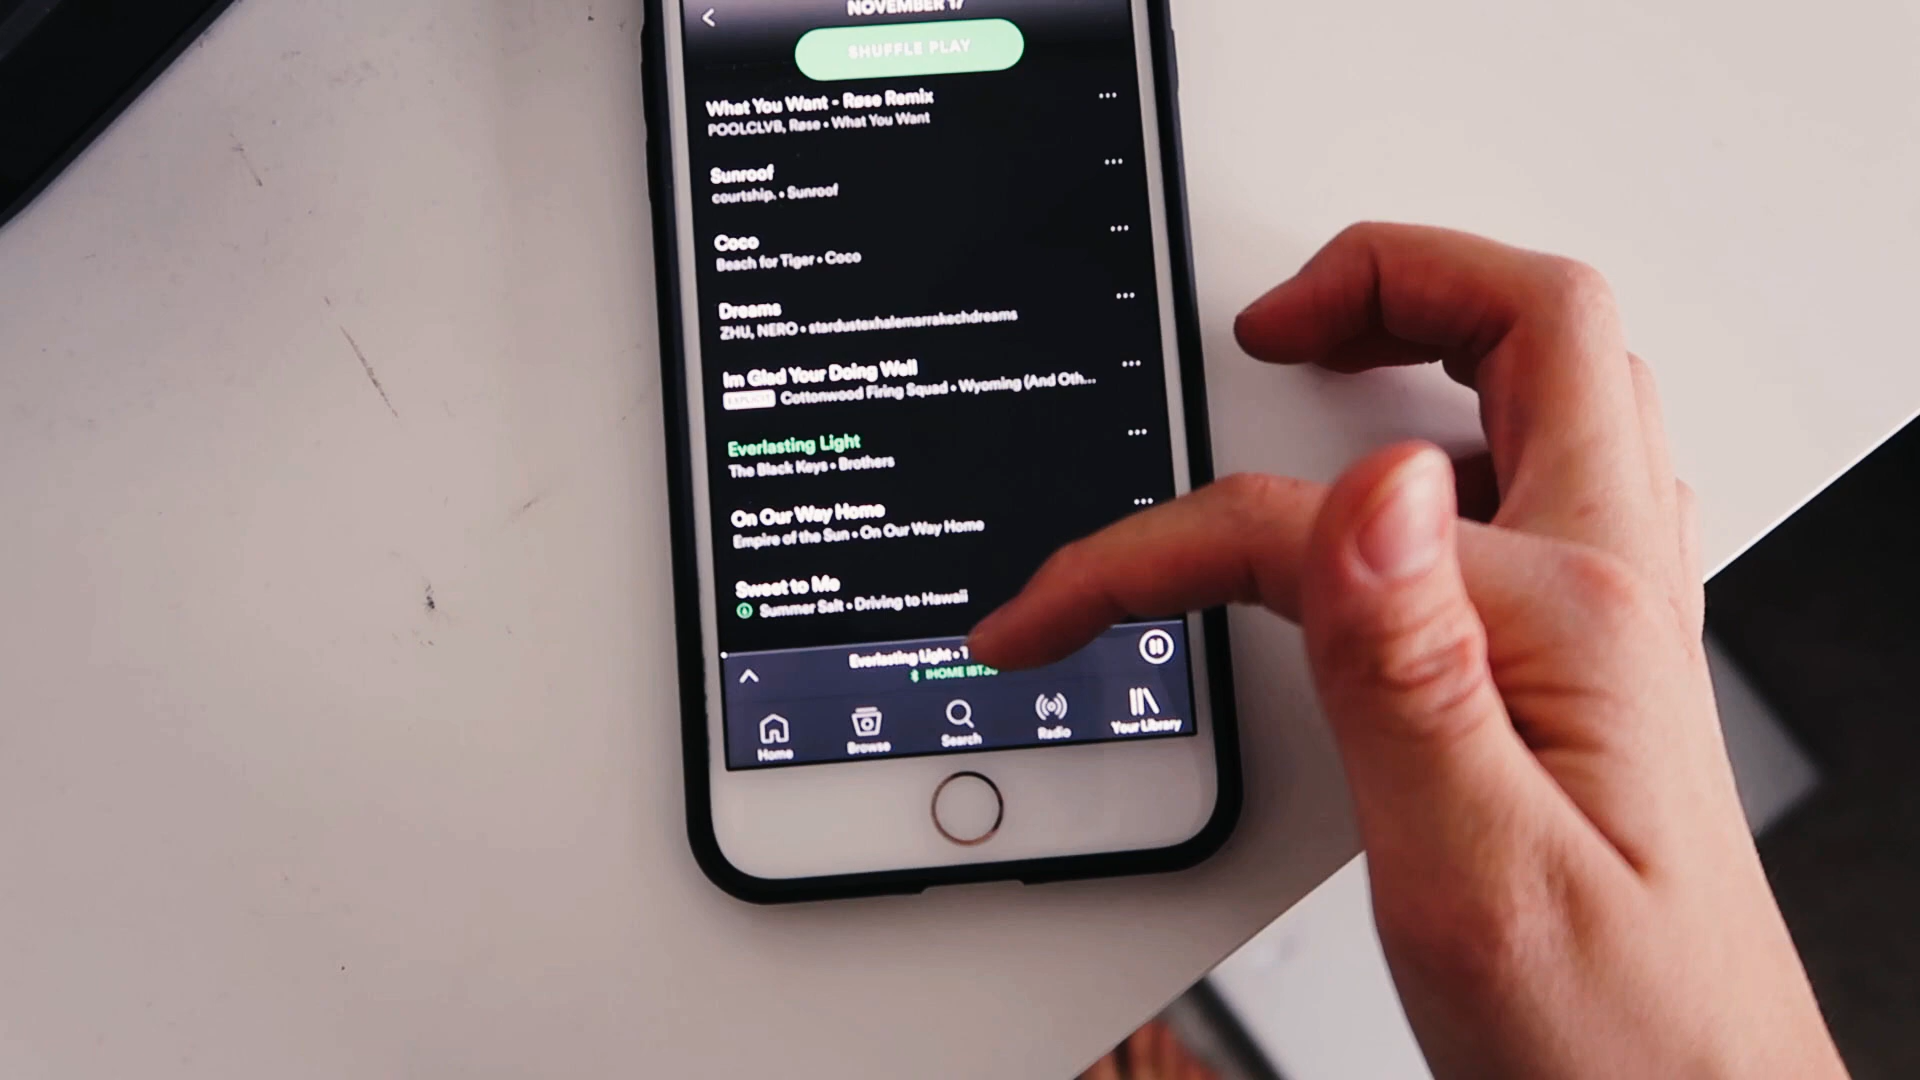 NOVEMBER 17
SHUFFLE PLAY
What You Want - Røse Remix
POOLCLVB, Røse • What You Want
Sunroof
courtship. • Sunroof
Coco
Beach for Tiger • Coco
Dreams
ZHU, NERO • stardustexhalemarrakechdreams
Im Glad Your Doing Well
EXPLICIT Cottonwood Firing Squad • Wyoming (And Oth...
Everlasting Light
The Black Keys • Brothers
On Our Way Home
Empire of the Sun • On Our Way Home
Sweet to Me
Summer Salt • Driving to Hawaii
Everlasting Light •
IHOME
Home
Browse
Search
Radio
Your Library